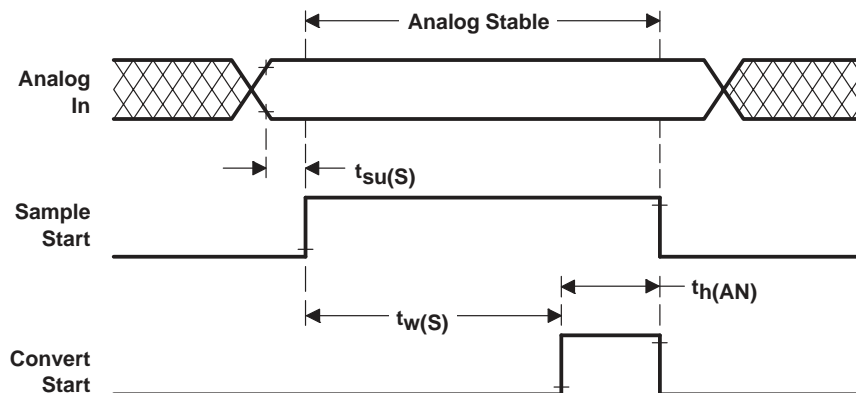 Analog Stable
Analog
In
tsu(S)
Sample
Start
th(AN)
tw(S)
Convert
Start